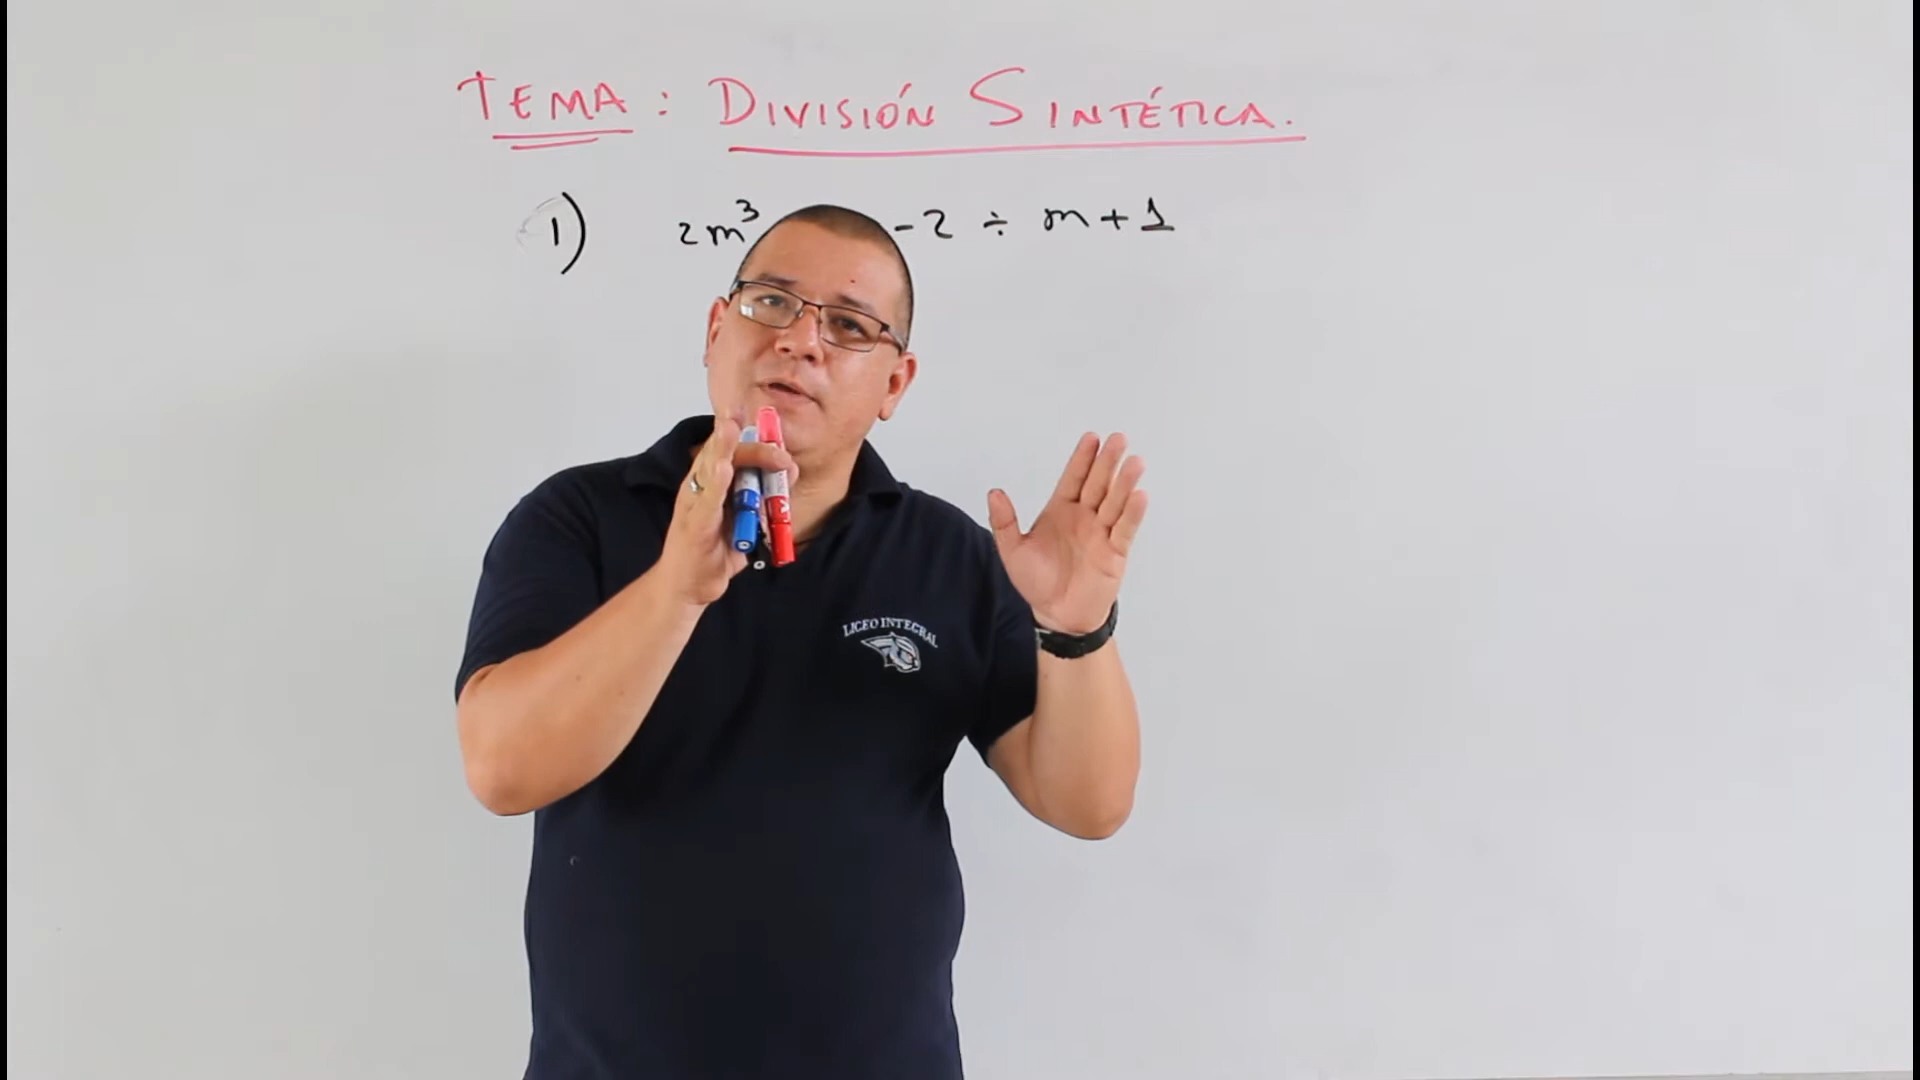 TEMA: DIVISIÓN SINTÉTICA.
1) 2m³ -2 ÷ m+1
LICEO INTEGRAL